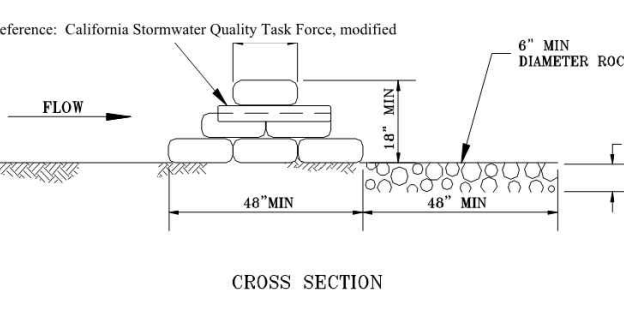 eference: California Stormwater Quality Task Force, modified
6" MIN
DIAMETER ROC
FLOW
18" MIN
48"MIN
48" MIN
CROSS SECTION